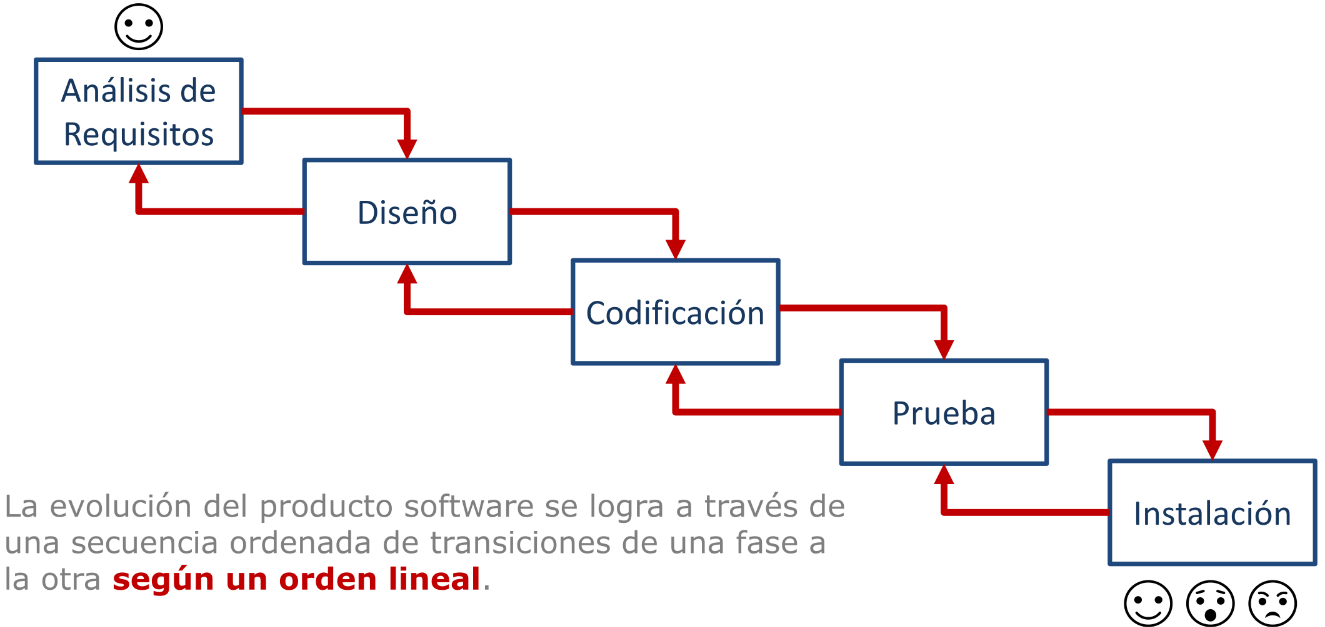 Análisis de
Requisitos
Diseño
Codificación
Prueba
Instalación
La evolución del producto software se logra a través de
una secuencia ordenada de transiciones de una fase a
la otra según un orden lineal.